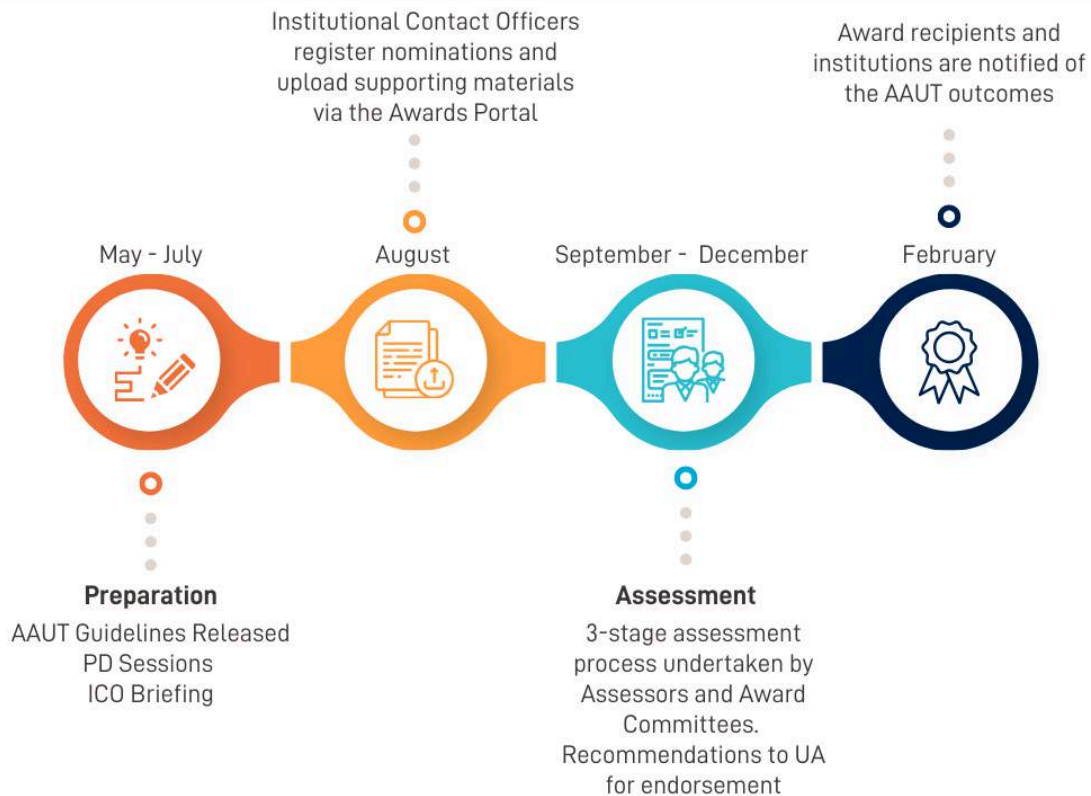 Institutional Contact Officers
register nominations and
upload supporting materials
via the Awards Portal
Award recipients and
institutions are notified of
the AAUT outcomes
May - July
August
September - December
February
Preparation
AAUT Guidelines Released
PD Sessions
ICO Briefing
Assessment
3-stage assessment
process undertaken by
Assessors and Award
Committees.
Recommendations to UA
for endorsement